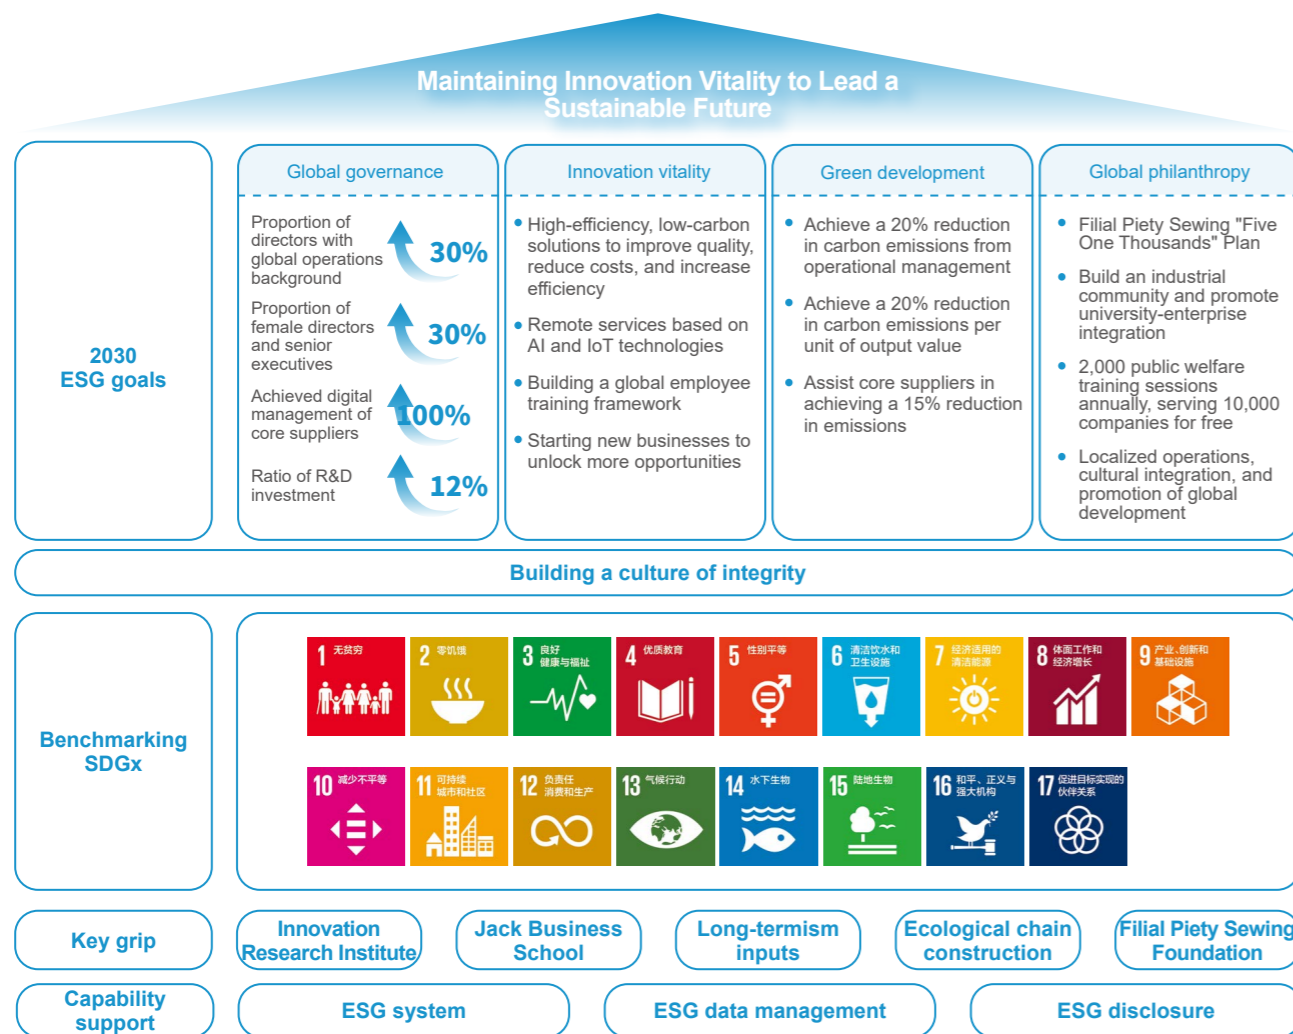 Maintaining Innovation Vitality to Lead a
Sustainable Future
2030
ESG goals
Global governance
Proportion of
directors with
global operations
background
30%
Proportion of
female directors
and senior
executives
30%
Achieved digital
management of
core suppliers
100%
Ratio of R&D
investment
12%
Innovation vitality
• High-efficiency, low-carbon
solutions to improve quality,
reduce costs, and increase
efficiency
• Remote services based on
AI and IoT technologies
• Building a global employee
training framework
• Starting new businesses to
unlock more opportunities
Green development
• Achieve a 20% reduction
in carbon emissions from
operational management
• Achieve a 20% reduction
in carbon emissions per
unit of output value
• Assist core suppliers in
achieving a 15% reduction
in emissions
Global philanthropy
• Filial Piety Sewing "Five
One Thousands" Plan
• Build an industrial
community and promote
university-enterprise
integration
• 2,000 public welfare
training sessions
annually, serving 10,000
companies for free
• Localized operations,
cultural integration, and
promotion of global
development
Building a culture of integrity
Benchmarking
SDGx
1 无贫穷
2 零饥饿
3 良好
健康与福祉
4 优质教育
5 性别平等
6 清洁饮水和
卫生设施
7 经济适用的
清洁能源
8 体面工作和
经济增长
9 产业、创新和
基础设施
10 减少不平等
11 可持续
城市和社区
12 负责任
消费和生产
13 气候行动
14 水下生物
15 陆地生物
16 和平、正义与
强大机构
17 促进目标实现的
伙伴关系
Key grip
Innovation
Research Institute
Jack Business
School
Long-termism
inputs
Ecological chain
construction
Filial Piety Sewing
Foundation
Capability
support
ESG system
ESG data management
ESG disclosure